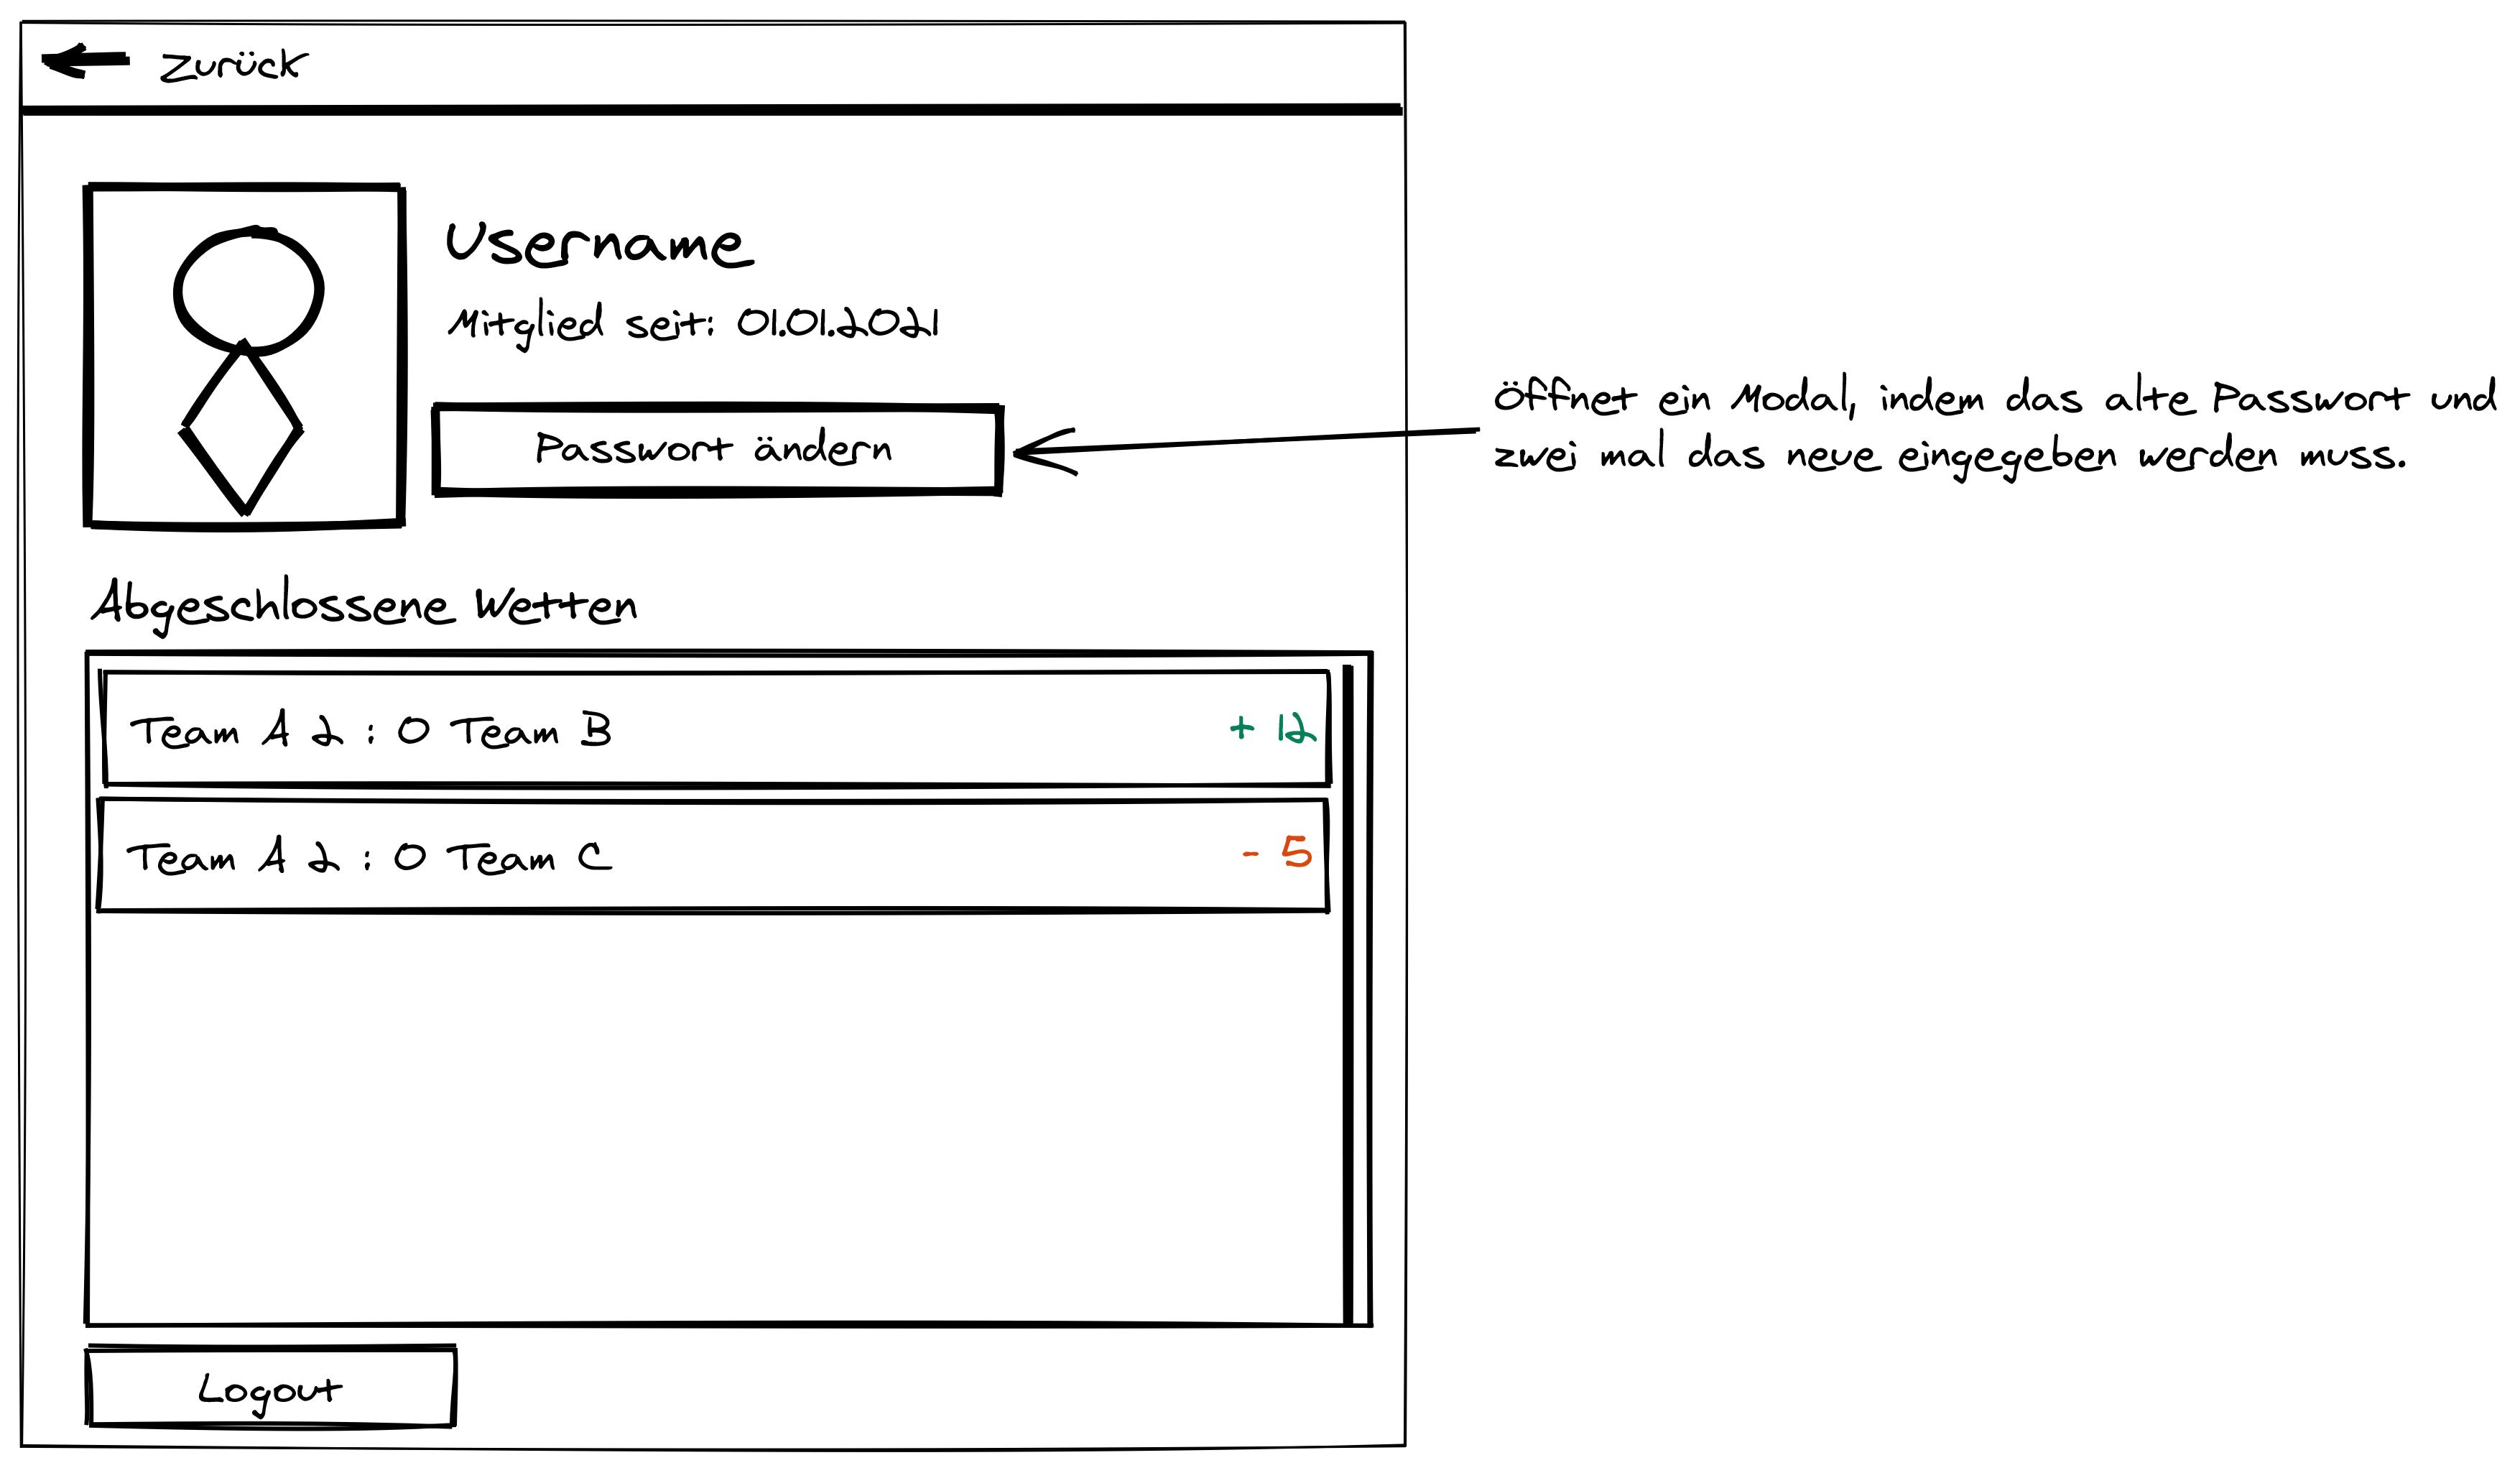 zurück
Username
Mitglied seit: 01.01.2021
Passwort ändern
Öffnet ein Modal, indem das alte Passwort und
zwei mal das neue eingegeben werden muss.
Abgeschlossene Wetten
Team A 2 : 0 Team B + 12
Team A 2 : 0 Team C - 5
Logout